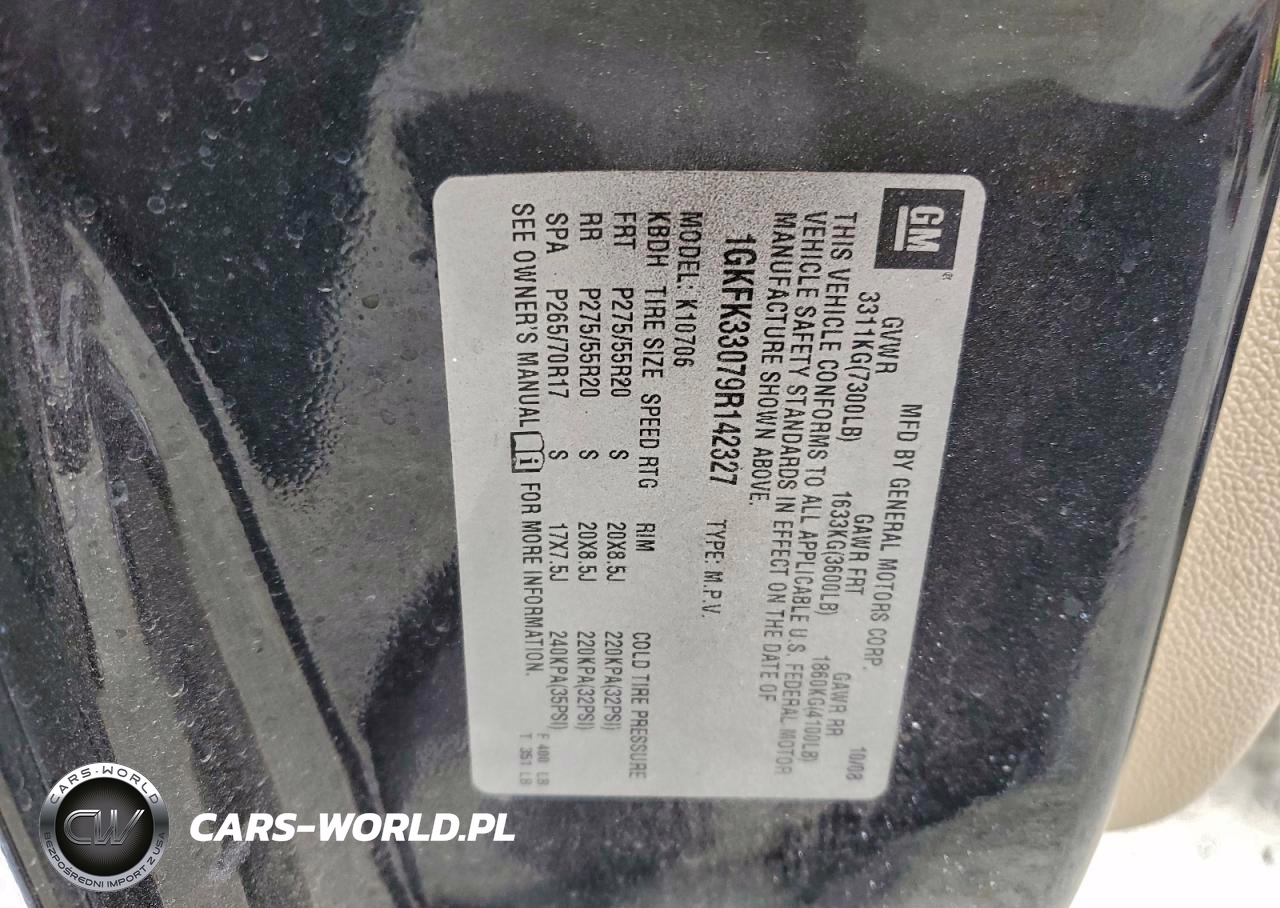 GM®
MFD BY GENERAL MOTORS CORP. 10/08
GVWR GAWR FRT GAWR RR
3311KG(7300LB) 1633KG(3600LB) 1860KG(4100LB)
THIS VEHICLE CONFORMS TO ALL APPLICABLE U.S. FEDERAL MOTOR
VEHICLE SAFETY STANDARDS IN EFFECT ON THE DATE OF
MANUFACTURE SHOWN ABOVE.
1GKFK33079R142327 TYPE: M.P.V.
MODEL: K10706
KBDH TIRE SIZE SPEED RTG RIM COLD TIRE PRESSURE
FRT P275/55R20 S 20X8.5J 220KPA(32PSI)
RR P275/55R20 S 20X8.5J 220KPA(32PSI)
SPA P265/70R17 S 17X7.5J 240KPA(35PSI)
SEE OWNER'S MANUAL i FOR MORE INFORMATION.
F 400 LB
T 351 LB
CARS-WORLD
CW
BEZPOŚREDNI IMPORT Z USA
CARS-WORLD.PL